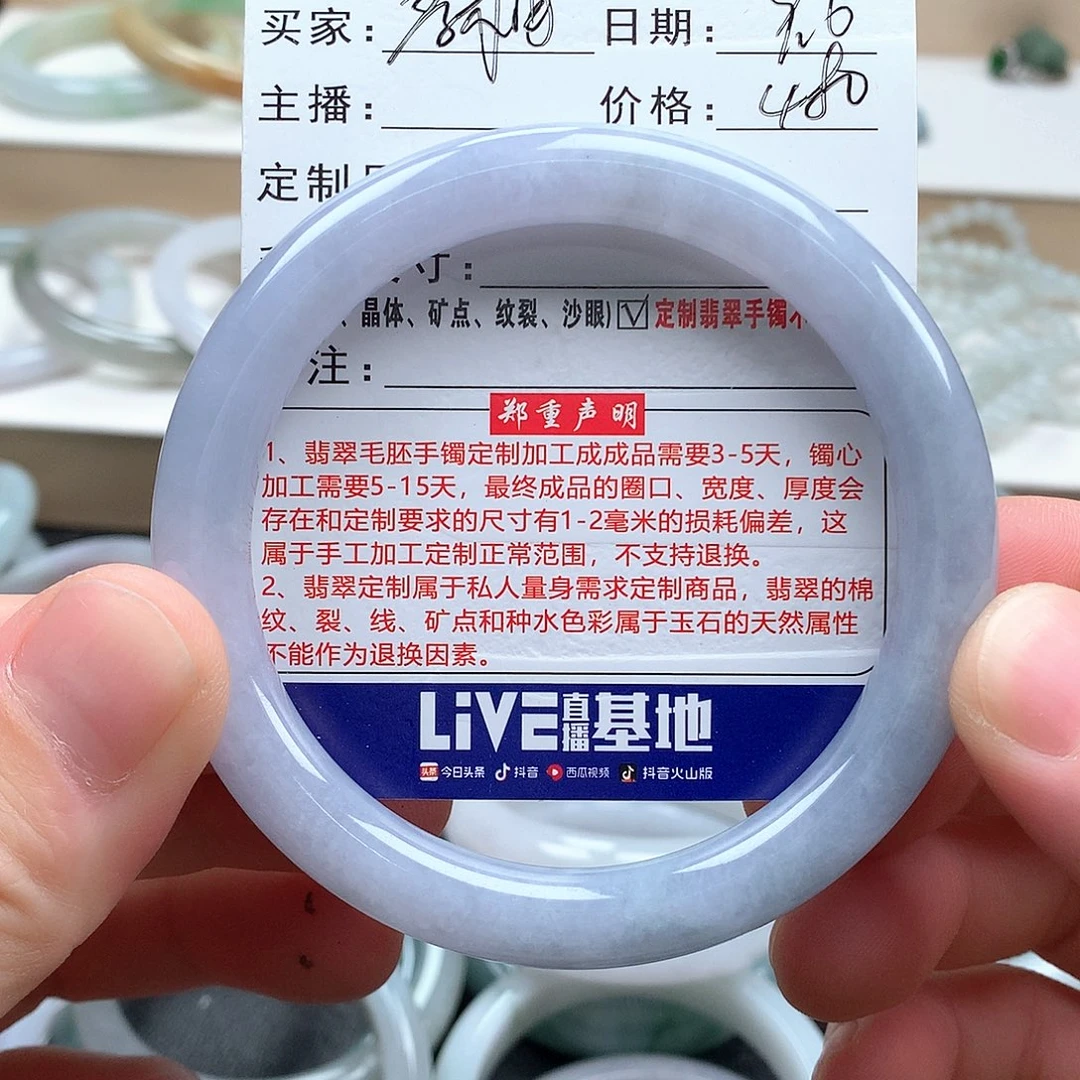 买家： 日期：
主播： 价格：480
定制
寸：
、晶体、矿点、纹裂、沙眼)☑定制翡翠手镯不
注：
郑重声明
1、翡翠毛胚手镯定制加工成成品需要3-5天，镯心
加工需要5-15天，最终成品的圈口、宽度、厚度会
存在和定制要求的尺寸有1-2毫米的损耗偏差，这
属于手工加工定制正常范围，不支持退换。
2、翡翠定制属于私人量身需求定制商品，翡翠的棉
纹、裂、线、矿点和种水色彩属于玉石的天然属性
不能作为退换因素。
LiVE直播基地
头条 今日头条 抖音 西瓜视频 抖音火山版